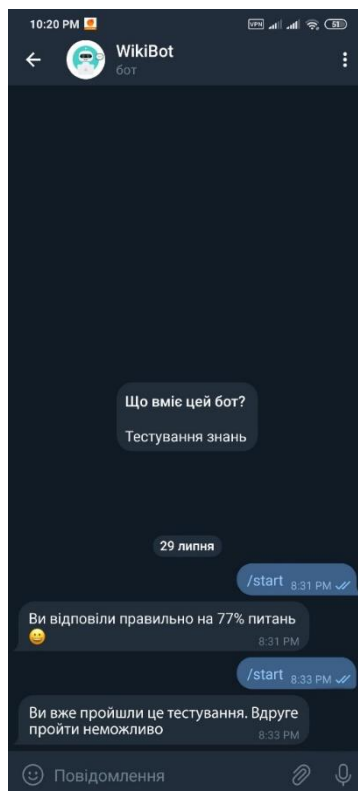 10:20 PM
VPN 51
WikiBot
бот
Що вміє цей бот?
Тестування знань
29 липня
/start 8:31 PM
Ви відповіли правильно на 77% питань
😀 8:31 PM
/start 8:33 PM
Ви вже пройшли це тестування. Вдруге
пройти неможливо 8:33 PM
Повідомлення